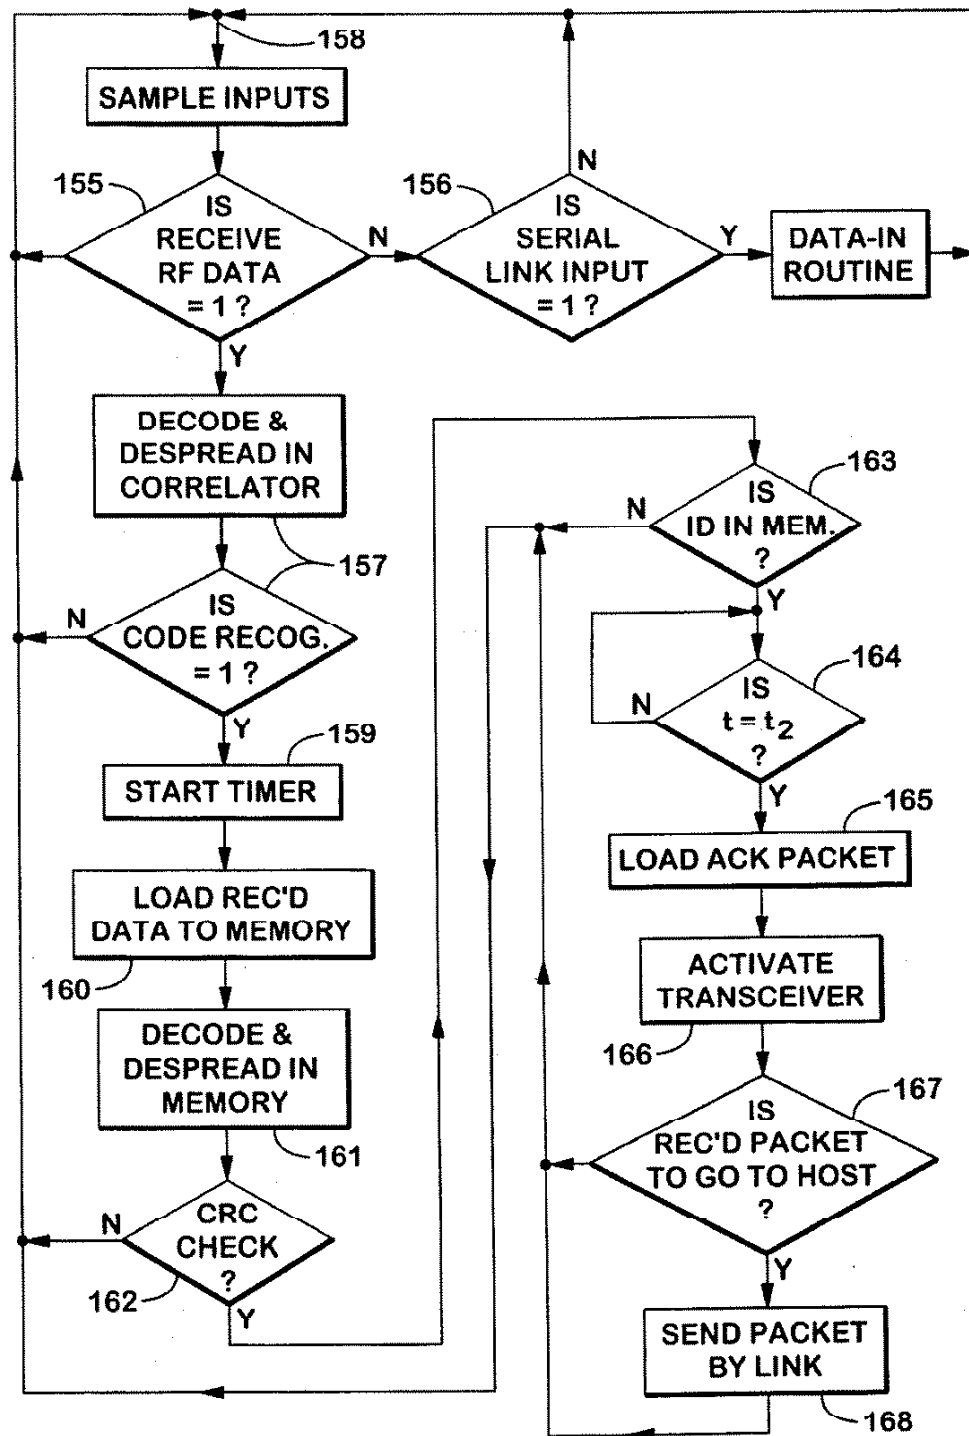 158
SAMPLE INPUTS
155
IS
RECEIVE
RF DATA
= 1 ?
N
Y
156
IS
SERIAL
LINK INPUT
= 1 ?
N
Y
DATA-IN
ROUTINE
DECODE &
DESPREAD IN
CORRELATOR
157
IS
CODE RECOG.
= 1 ?
N
Y
159
START TIMER
LOAD REC'D
DATA TO MEMORY
160
DECODE &
DESPREAD IN
MEMORY
161
CRC
CHECK
?
N
162
Y
163
IS
ID IN MEM.
?
N
Y
164
IS
t = t2
?
N
Y
165
LOAD ACK PACKET
ACTIVATE
TRANSCEIVER
166
167
IS
REC'D PACKET
TO GO TO HOST
?
Y
SEND PACKET
BY LINK
168